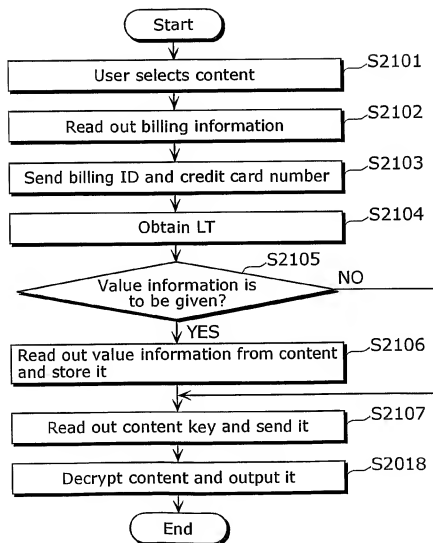 Start
User selects content
S2101
Read out billing information
S2102
Send billing ID and credit card number
S2103
Obtain LT
S2104
S2105
Value information is
to be given?
NO
YES
Read out value information from content
and store it
S2106
Read out content key and send it
S2107
Decrypt content and output it
S2018
End